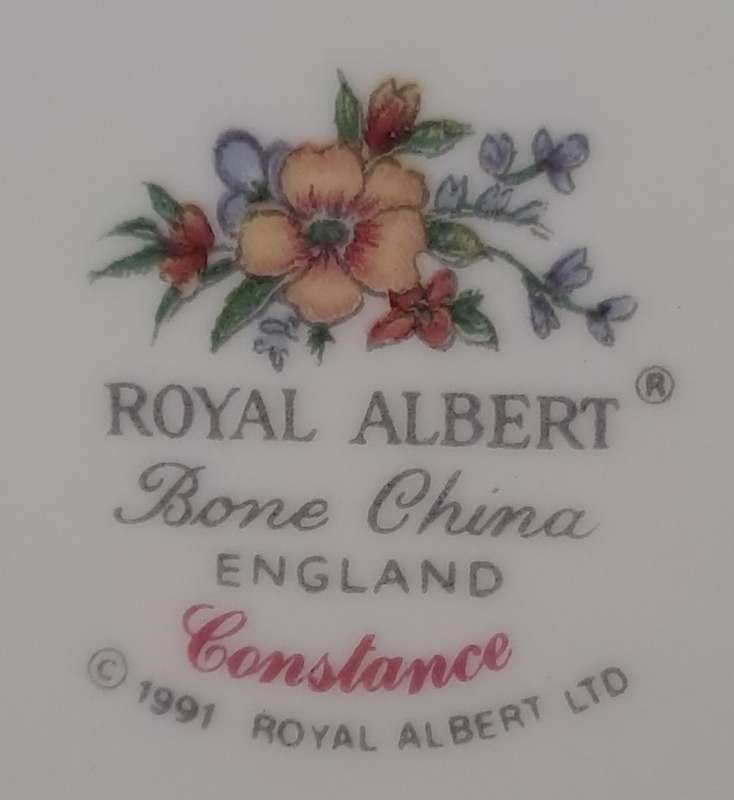 ROYAL ALBERT ®
Bone China
ENGLAND
Constance
© 1991 ROYAL ALBERT LTD